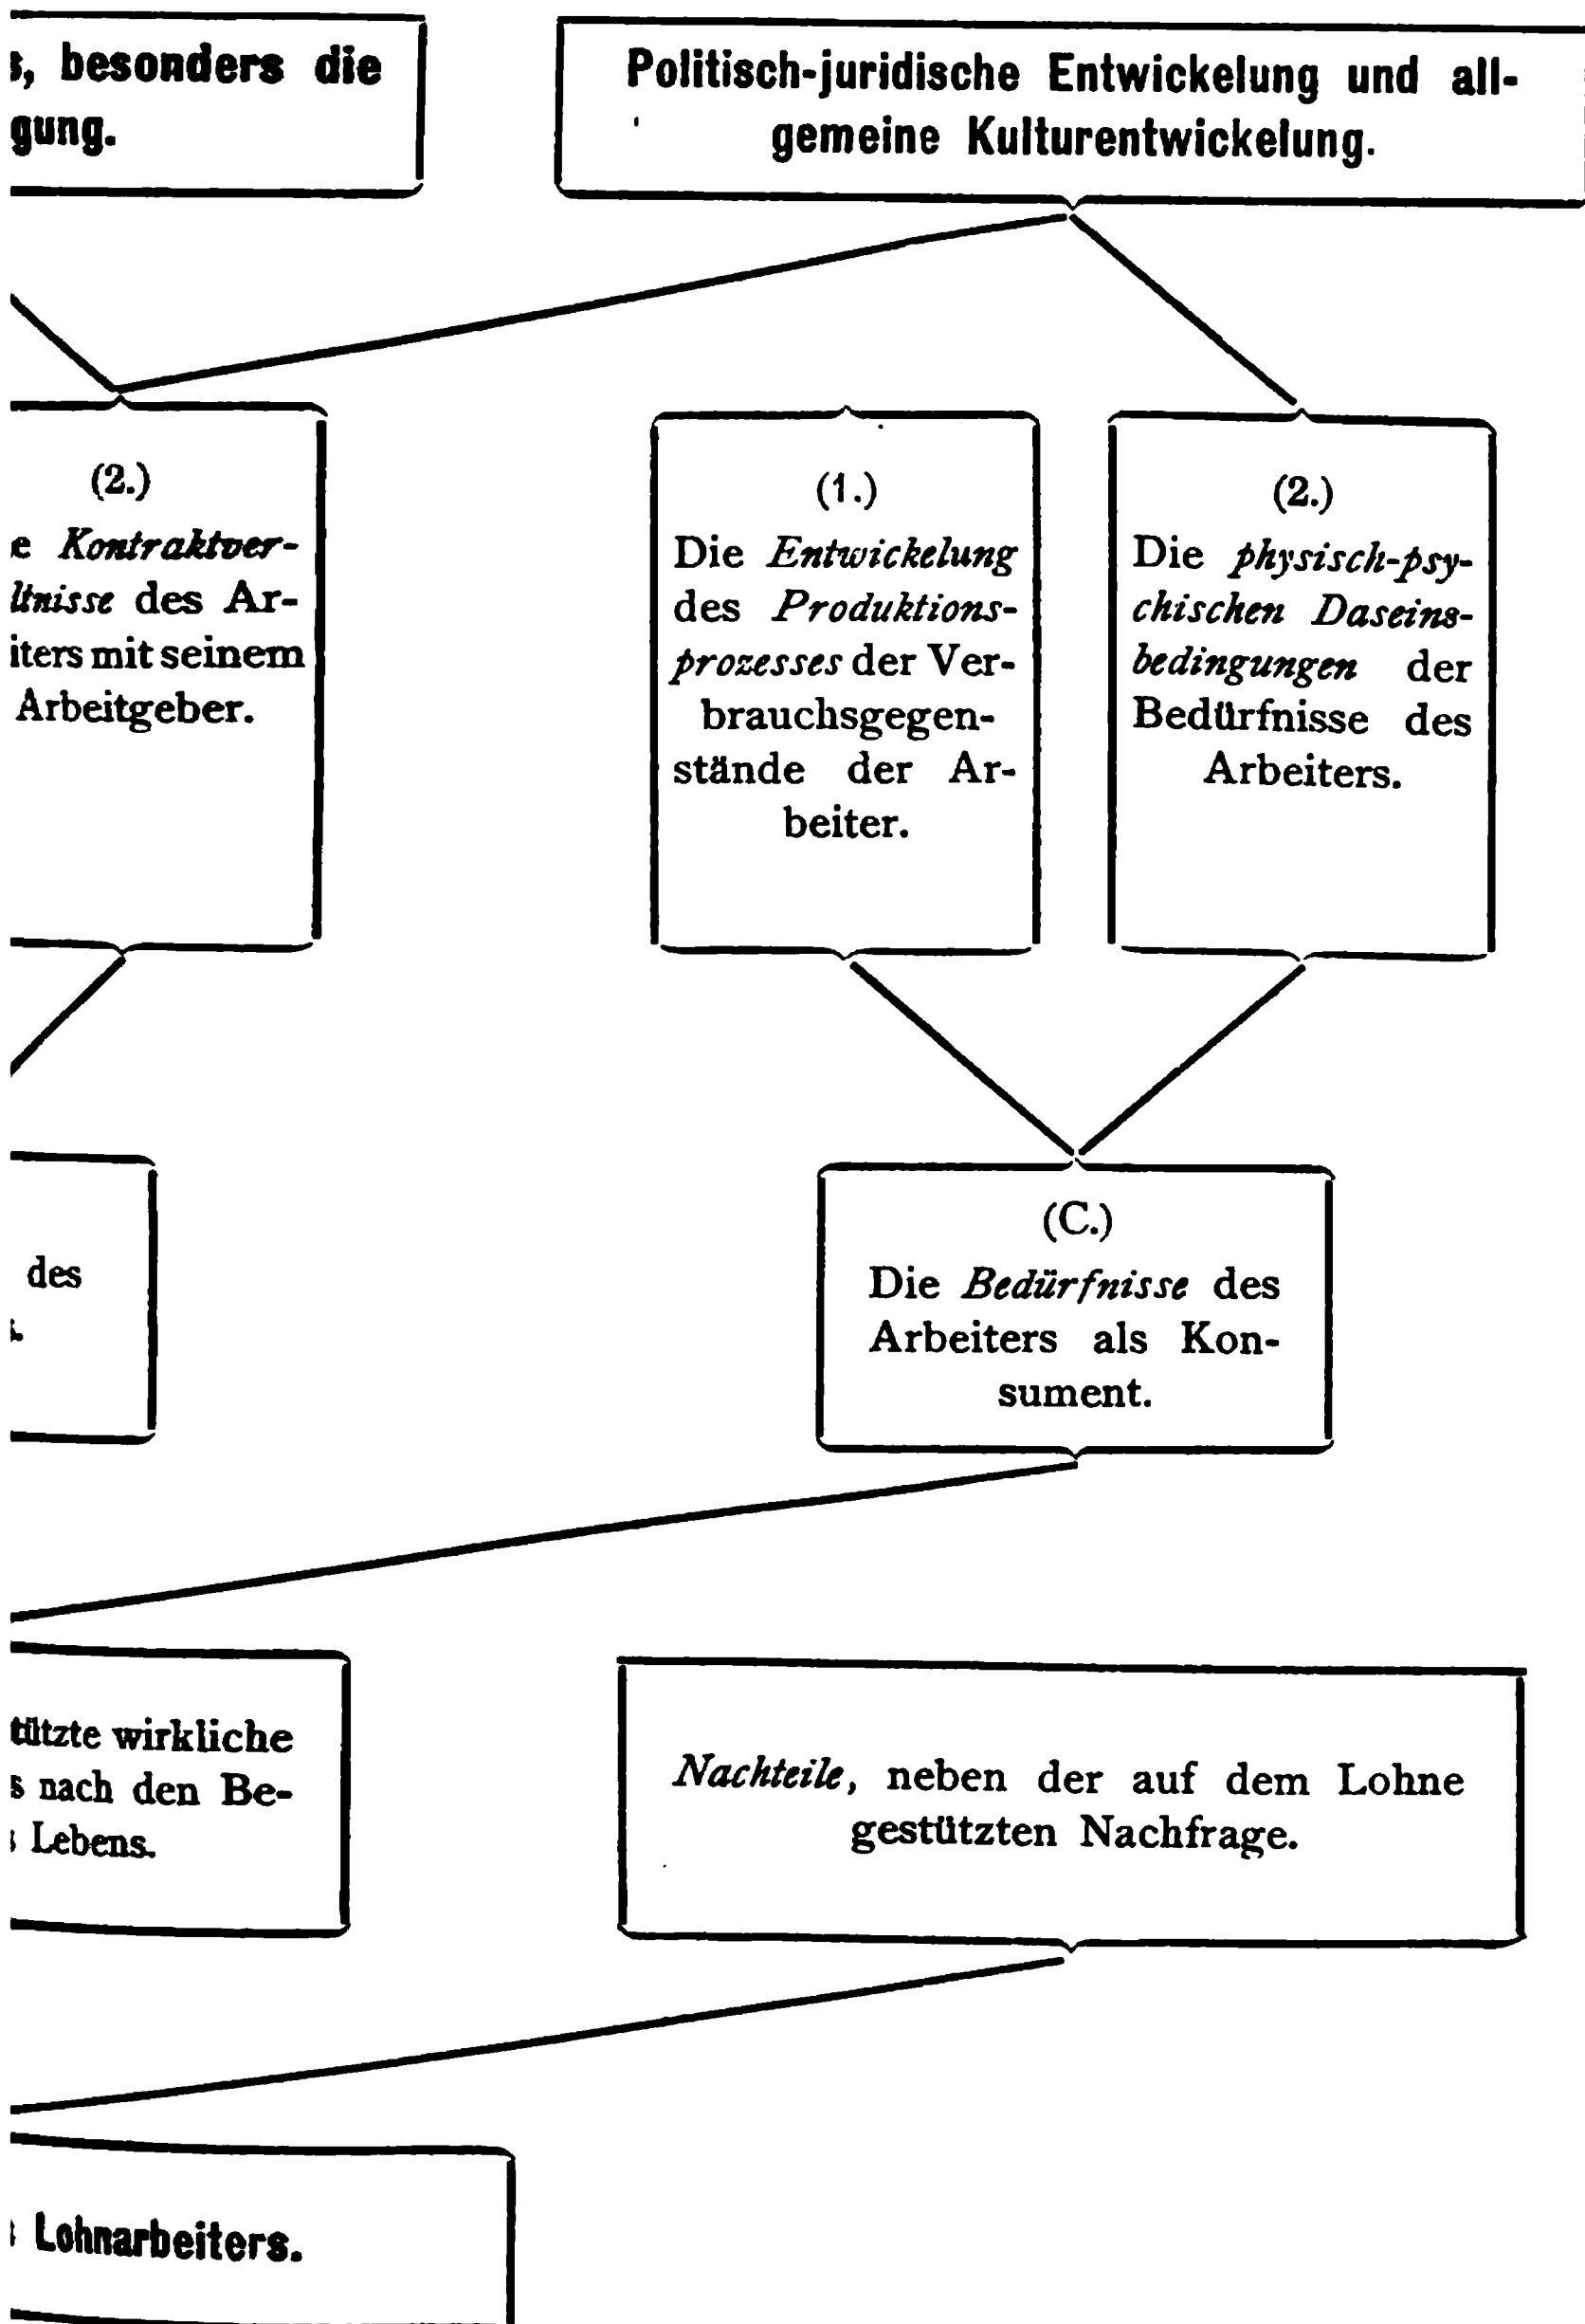 besonders die
gung.
Politisch-juridische Entwickelung und all-
gemeine Kulturentwickelung.
(2.)
e Kontraktver-
ltnisse des Ar-
iters mit seinem
Arbeitgeber.
(1.)
Die Entwickelung
des Produktions-
prozesses der Ver-
brauchsgegen-
stände der Ar-
beiter.
(2.)
Die physisch-psy-
chischen Daseins-
bedingungen der
Bedürfnisse des
Arbeiters.
des
(C.)
Die Bedürfnisse des
Arbeiters als Kon-
sument.
tützte wirkliche
s nach den Be-
Lebens.
Nachteile, neben der auf dem Lohne
gestützten Nachfrage.
Lohnarbeiters.